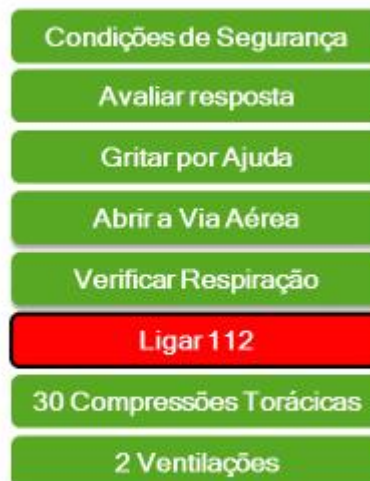 Condições de Segurança
Avaliar resposta
Gritar por Ajuda
Abrir a Via Aérea
Verificar Respiração
Ligar 112
30 Compressões Torácicas
2 Ventilações